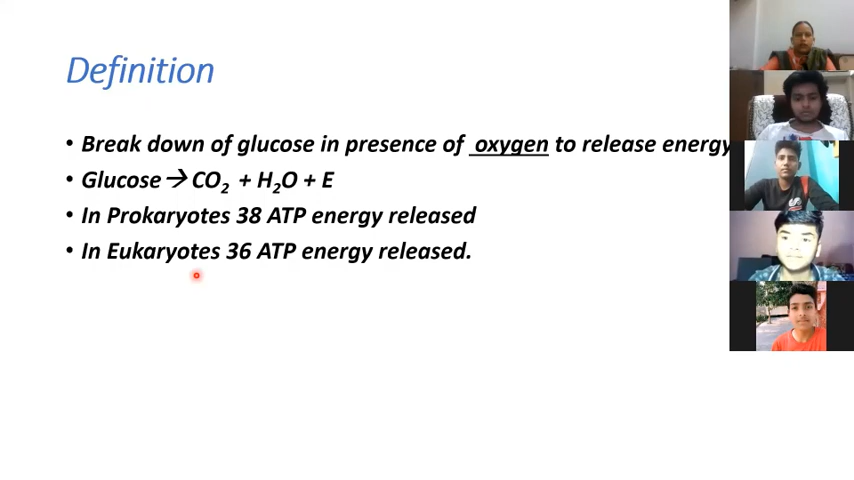 Definition
• Break down of glucose in presence of oxygen to release energy
• Glucose → CO₂ + H₂O + E
• In Prokaryotes 38 ATP energy released
• In Eukaryotes 36 ATP energy released.